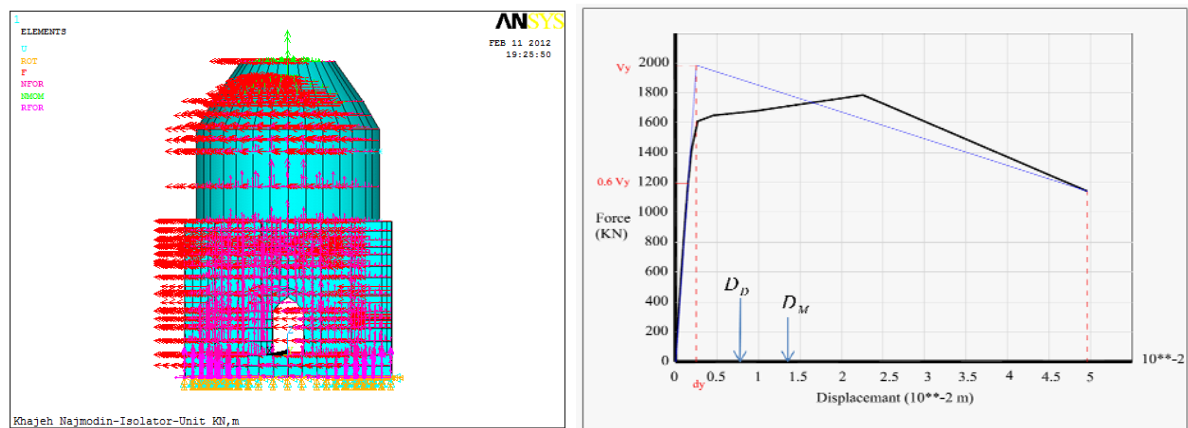 1
ELEMENTS
U
ROT
F
NFOR
NMOM
RFOR
ANSYS
FEB 11 2012
19:25:50
Khajeh Najmodin-Isolator-Unit KN,m
Vy
2000
1800
1600
1400
0.6 Vy
1200
Force
(KN)
1000
800
600
400
200
0
D_D
D_M
0
dy
0.5
1
1.5
2
2.5
3
3.5
4
4.5
5
10**-2
Displacemant (10**-2 m)